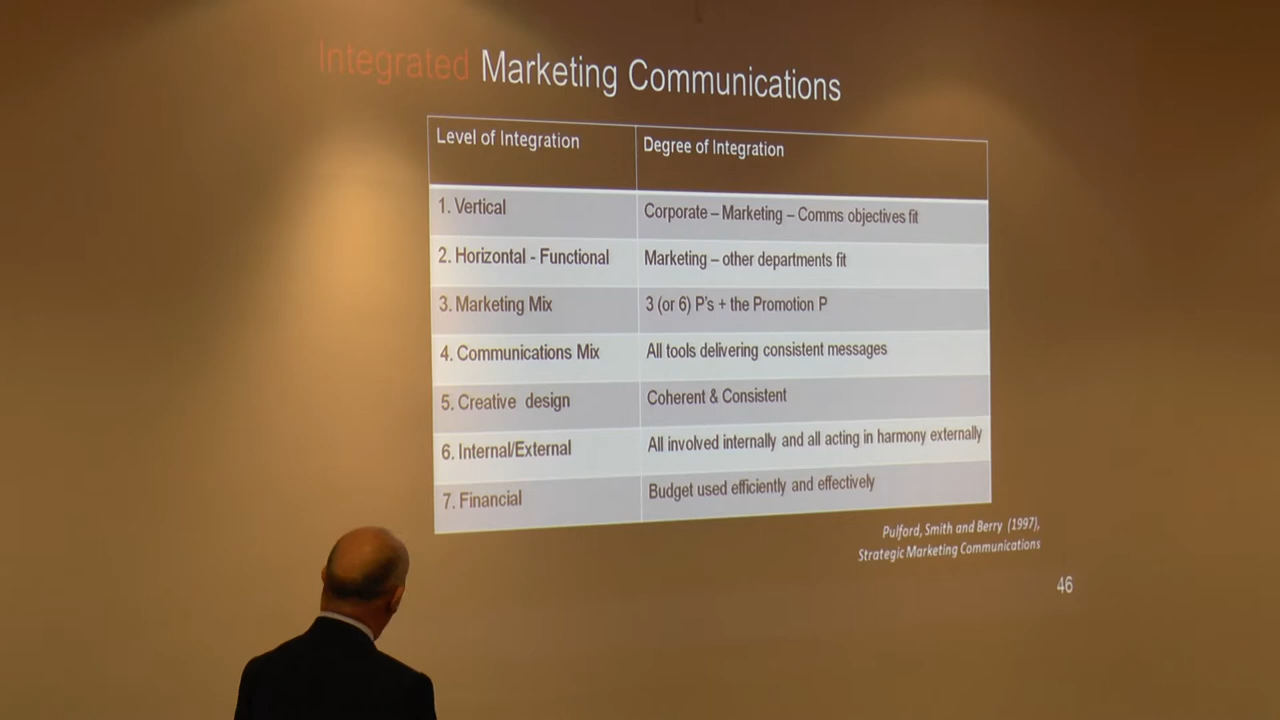 Integrated Marketing Communications
Level of Integration Degree of Integration
1. Vertical Corporate – Marketing – Comms objectives fit
2. Horizontal - Functional Marketing – other departments fit
3. Marketing Mix 3 (or 6) P's + the Promotion P
4. Communications Mix All tools delivering consistent messages
5. Creative design Coherent & Consistent
6. Internal/External All involved internally and all acting in harmony externally
7. Financial Budget used efficiently and effectively
Pulford, Smith and Berry (1997),
Strategic Marketing Communications
46